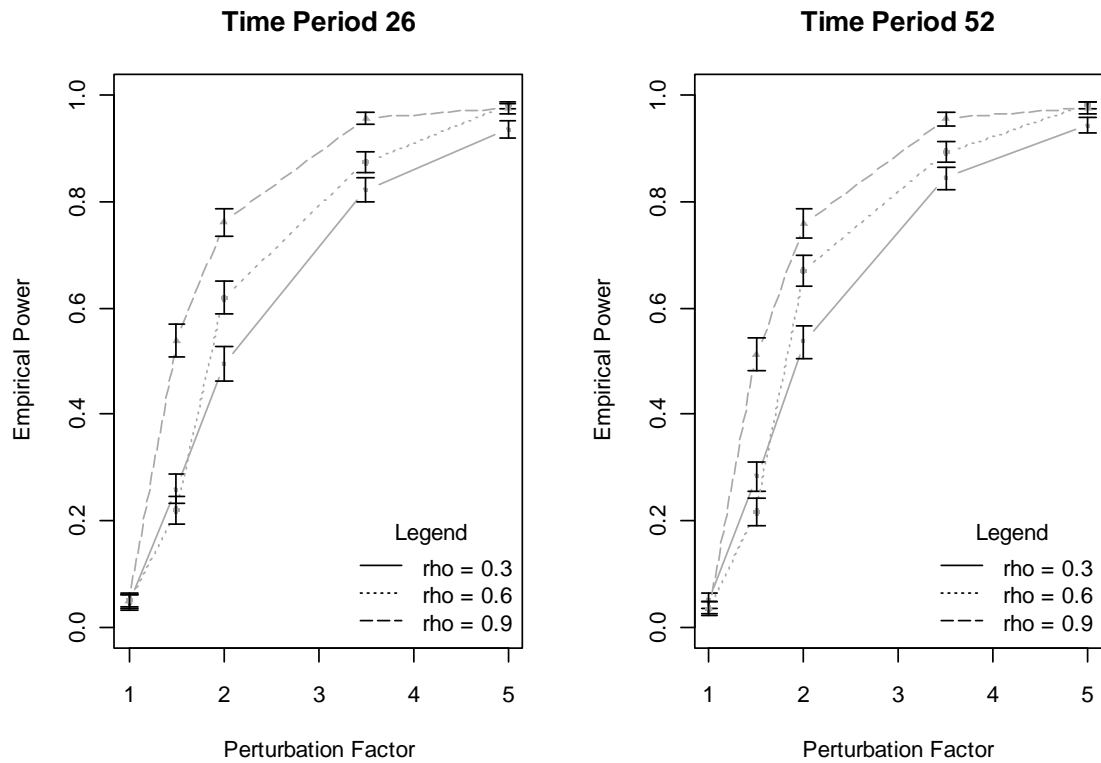 Time Period 26
Empirical Power
0.0 0.2 0.4 0.6 0.8 1.0
Legend
rho = 0.3
rho = 0.6
rho = 0.9
1 2 3 4 5
Perturbation Factor
Time Period 52
Empirical Power
0.0 0.2 0.4 0.6 0.8 1.0
Legend
rho = 0.3
rho = 0.6
rho = 0.9
1 2 3 4 5
Perturbation Factor